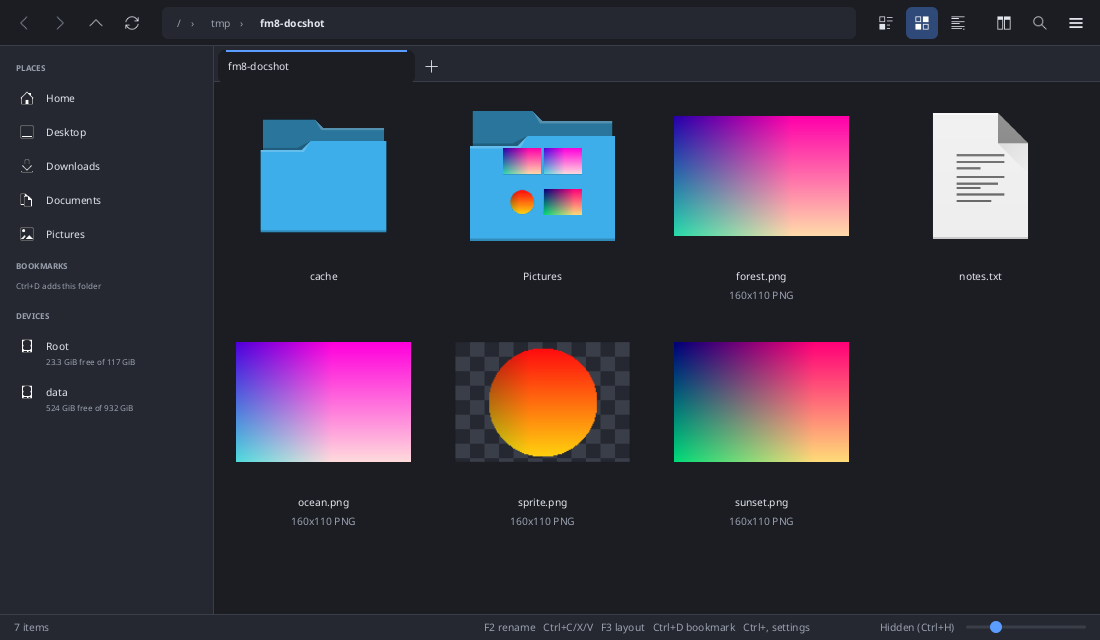 / › tmp › fm8-docshot
PLACES
Home
Desktop
Downloads
Documents
Pictures
BOOKMARKS
Ctrl+D adds this folder
DEVICES
Root
23.3 GiB free of 117 GiB
data
524 GiB free of 932 GiB
fm8-docshot
cache
Pictures
forest.png
160x110 PNG
notes.txt
ocean.png
160x110 PNG
sprite.png
160x110 PNG
sunset.png
160x110 PNG
7 items
F2 rename Ctrl+C/X/V F3 layout Ctrl+D bookmark Ctrl+, settings
Hidden (Ctrl+H)